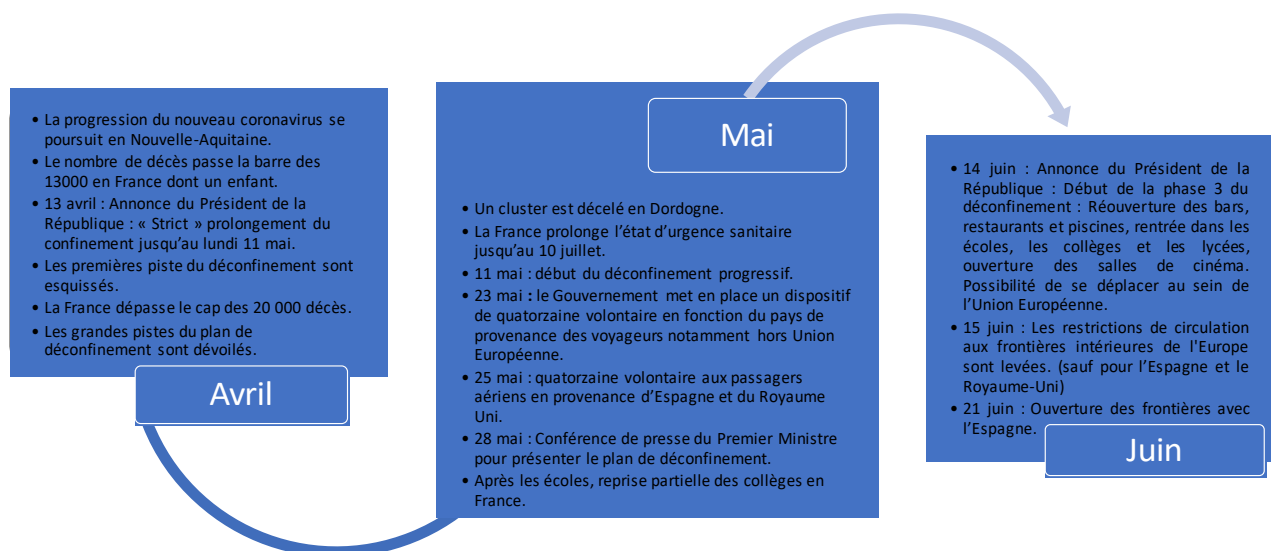 • La progression du nouveau coronavirus se
poursuit en Nouvelle-Aquitaine.
• Le nombre de décès passe la barre des
13000 en France dont un enfant.
• 13 avril : Annonce du Président de la
République : « Strict » prolongement du
confinement jusqu'au lundi 11 mai.
• Les premières piste du déconfinement sont
esquissés.
• La France dépasse le cap des 20 000 décès.
• Les grandes pistes du plan de
déconfinement sont dévoilés.
Avril
Mai
• Un cluster est décelé en Dordogne.
• La France prolonge l'état d'urgence sanitaire
jusqu'au 10 juillet.
• 11 mai : début du déconfinement progressif.
• 23 mai : le Gouvernement met en place un dispositif
de quatorzaine volontaire en fonction du pays de
provenance des voyageurs notamment hors Union
Européenne.
• 25 mai : quatorzaine volontaire aux passagers
aériens en provenance d'Espagne et du Royaume
Uni.
• 28 mai : Conférence de presse du Premier Ministre
pour présenter le plan de déconfinement.
• Après les écoles, reprise partielle des collèges en
France.
• 14 juin : Annonce du Président de la
République : Début de la phase 3 du
déconfinement : Réouverture des bars,
restaurants et piscines, rentrée dans les
écoles, les collèges et les lycées,
ouverture des salles de cinéma.
Possibilité de se déplacer au sein de
l'Union Européenne.
• 15 juin : Les restrictions de circulation
aux frontières intérieures de l'Europe
sont levées. (sauf pour l'Espagne et le
Royaume-Uni)
• 21 juin : Ouverture des frontières avec
l'Espagne.
Juin